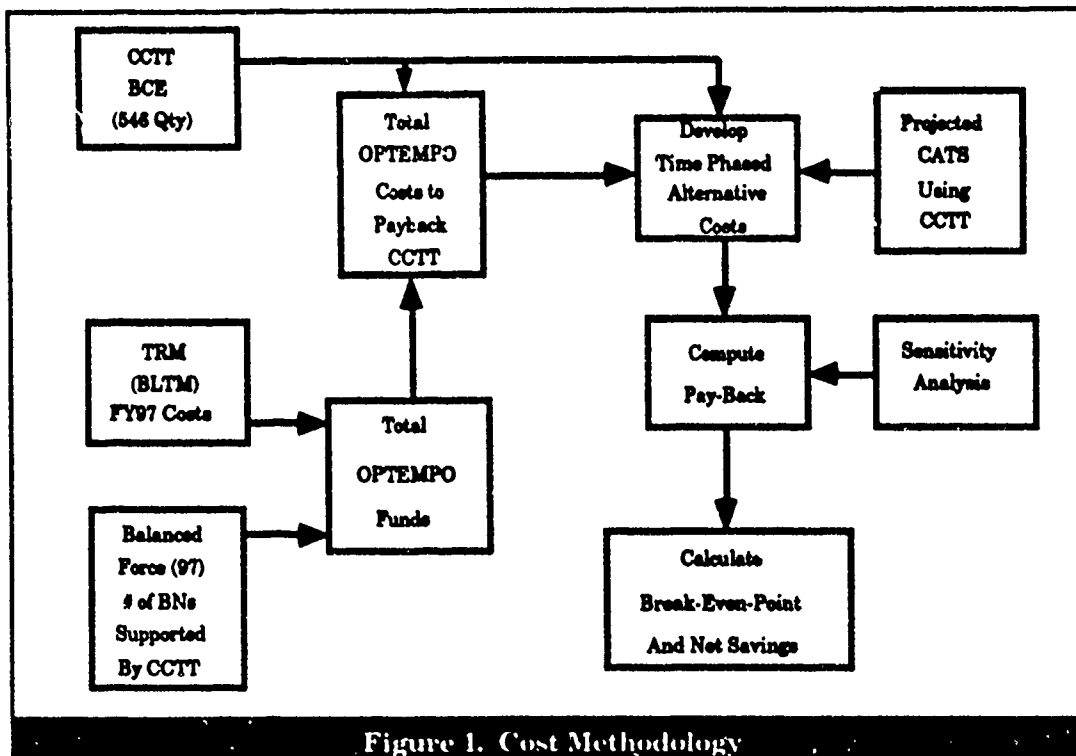 CCTT
BCE
(546 Qty)
Total
OPTEMPO
Costs to
Payback
CCTT
Develop
Time Phased
Alternative
Costs
Projected
CATS
Using
CCTT
TRM
(BLTM)
FY97 Costs
Total
OPTEMPO
Funds
Compute
Pay-Back
Sensitivity
Analysis
Balanced
Force (97)
# of BNs
Supported
By CCTT
Calculate
Break-Even-Point
And Net Savings
Figure 1. Cost Methodology